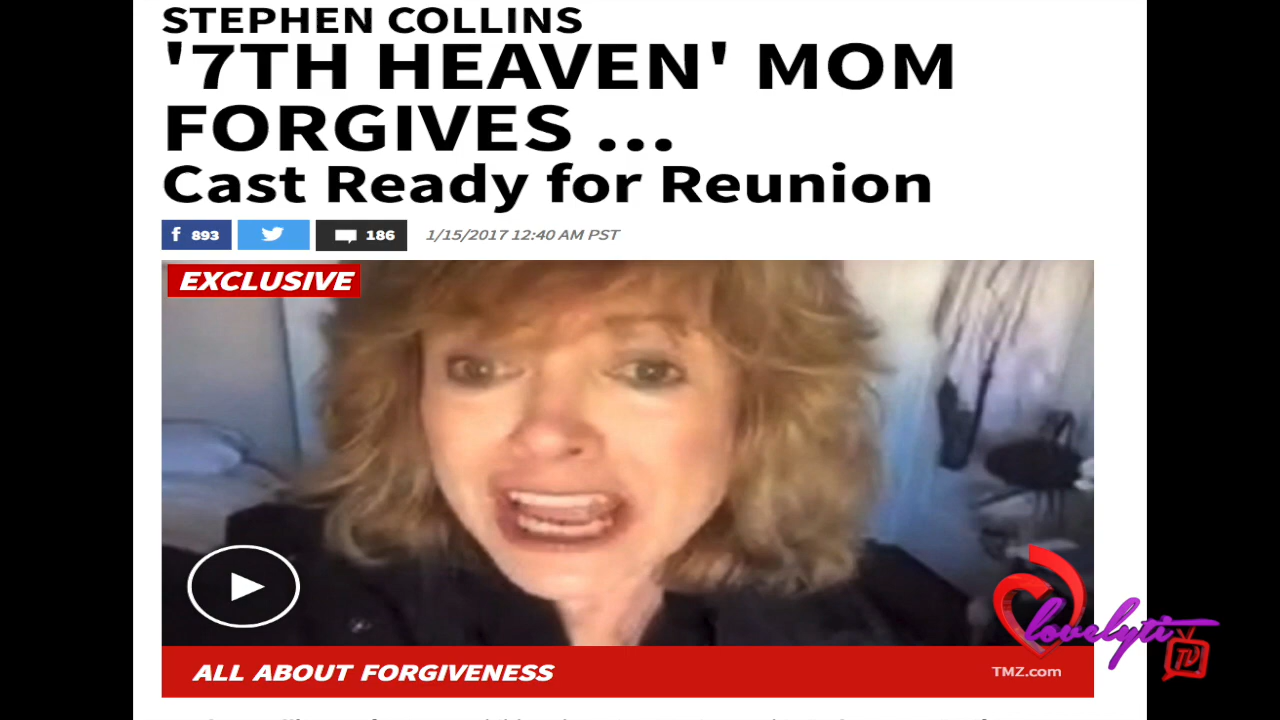 STEPHEN COLLINS
'7TH HEAVEN' MOM
FORGIVES ...
Cast Ready for Reunion
f 893
186
1/15/2017 12:40 AM PST
EXCLUSIVE
lovelyti
TV
ALL ABOUT FORGIVENESS
TMZ.com